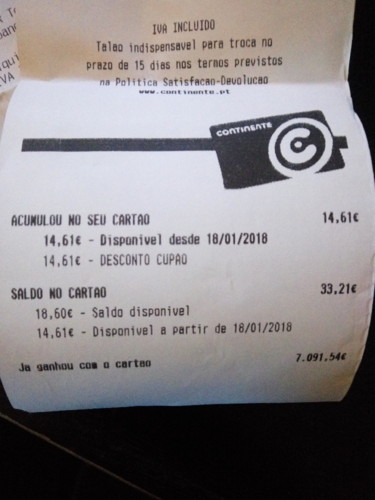 IVA INCLUIDO
Talao indispensavel para troca no
prazo de 15 dias nos termos previstos
na Politica Satisfacao-Devolucao
www.continente.pt
CONTINENTE
C
ACUMULOU NO SEU CARTAO 14,61€
14,61€ - Disponivel desde 18/01/2018
14,61€ - DESCONTO CUPAO
SALDO NO CARTAO 33,21€
18,60€ - Saldo disponivel
14,61€ - Disponivel a partir de 18/01/2018
Ja ganhou com o cartao 7.091,54€